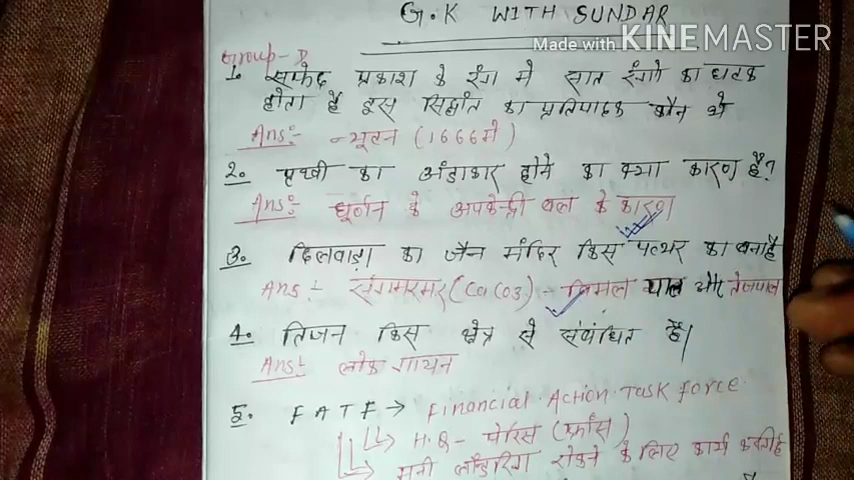 G.K WITH SUNDAR
Made with KINEMASTER
Group-D
1. सफेद प्रकाश के रंग मे सात रंगो का घटक
होता है इस सिद्धांत का प्रतिपादक कौन थे
Ans:- न्यूटन (1666मे)
2. पृथ्वी का अंडाकार होने का क्या कारण है?
Ans:- घूर्णन के अपकेन्द्री बल के कारण
3. दिलवाड़ा का जैन मंदिर किस पत्थर का बना है
Ans:- संगमरमर (CaCO3) - विमल पाल और तेजपाल
4. तिजन किस क्षेत्र से संबंधित है|
Ans:- लोक गायन
5. FATF → Financial. Action. Task force.
→ H.Q - पेरिस (फ्रांस)
→ मनी लॉन्डरिंग रोकने के लिए कार्य करती है